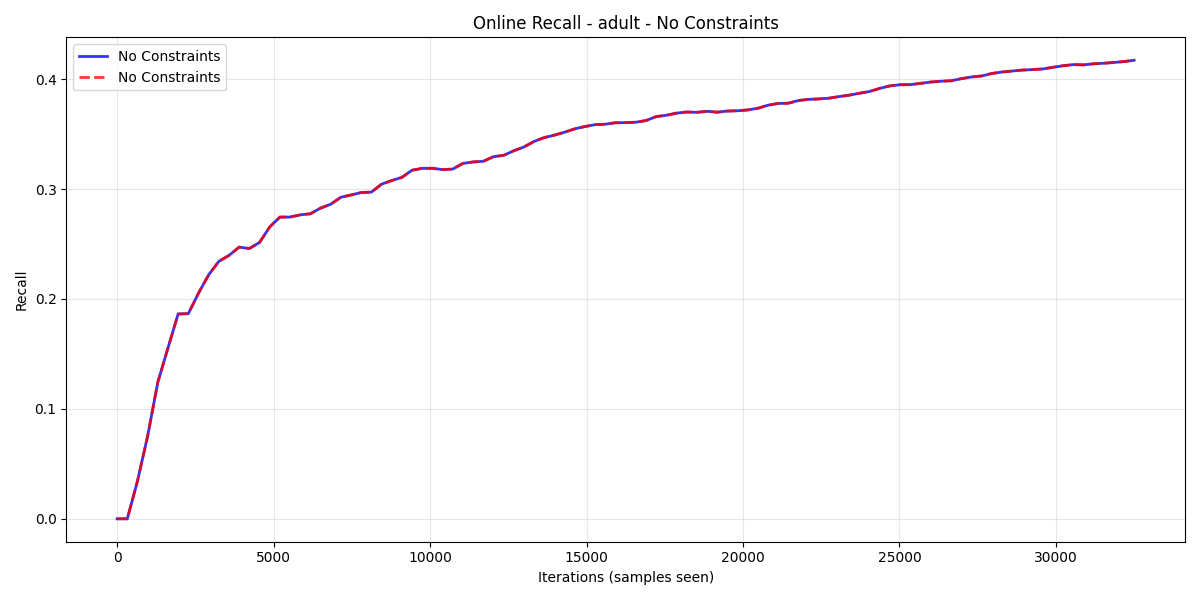 Online Recall - adult - No Constraints
No Constraints
No Constraints
Recall
0.4
0.3
0.2
0.1
0.0
0 5000 10000 15000 20000 25000 30000
Iterations (samples seen)